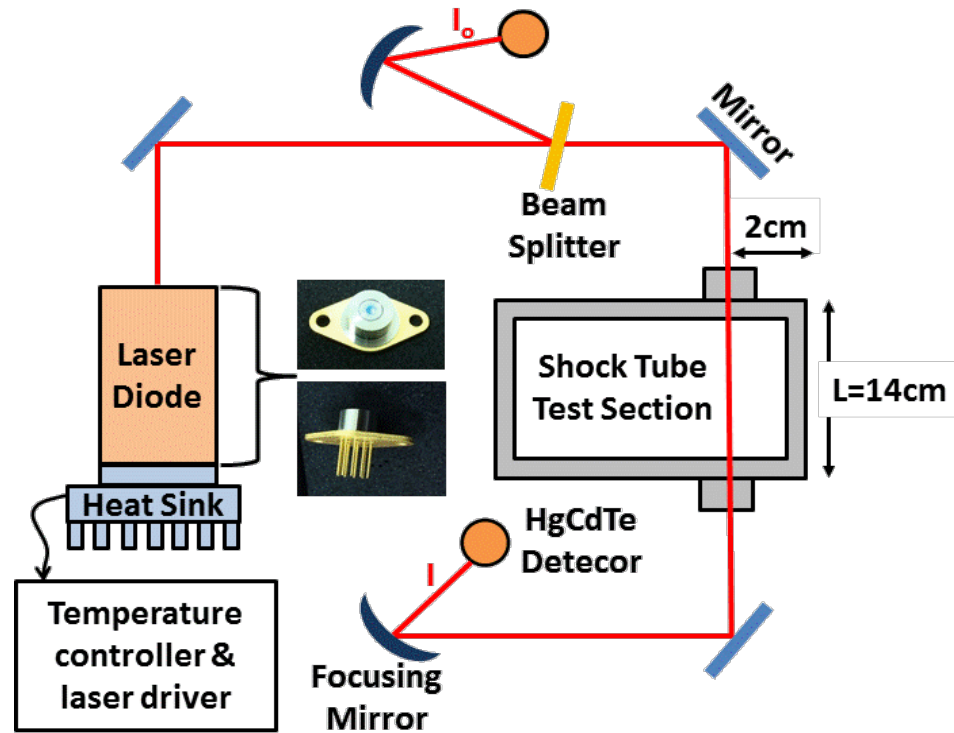 Io
Mirror
Beam
Splitter
2cm
Laser
Diode
Shock Tube
Test Section
L=14cm
Heat Sink
HgCdTe
Detecor
I
Temperature
controller &
laser driver
Focusing
Mirror